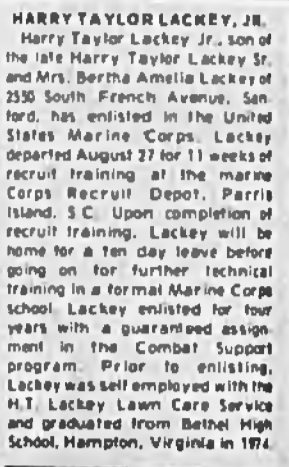 HARRY TAYLOR LACKEY, JR.
Harry Taylor Lackey Jr., son of
the late Harry Taylor Lackey Sr.
and Mrs. Bertha Amelia Lackey of
2550 South French Avenue, San-
ford, has enlisted in the United
States Marine Corps. Lackey
departed August 27 for 11 weeks of
recruit training at the marine
Corps Recruit Depot, Parris
Island, S.C. Upon completion of
recruit training, Lackey will be
home for a ten day leave before
going on for further technical
training in a formal Marine Corps
school. Lackey enlisted for four
years with a guaranteed assign-
ment in the Combat Support
program. Prior to enlisting,
Lackey was self employed with the
H.T. Lackey Lawn Care Service
and graduated from Bethel High
School, Hampton, Virginia in 1974.